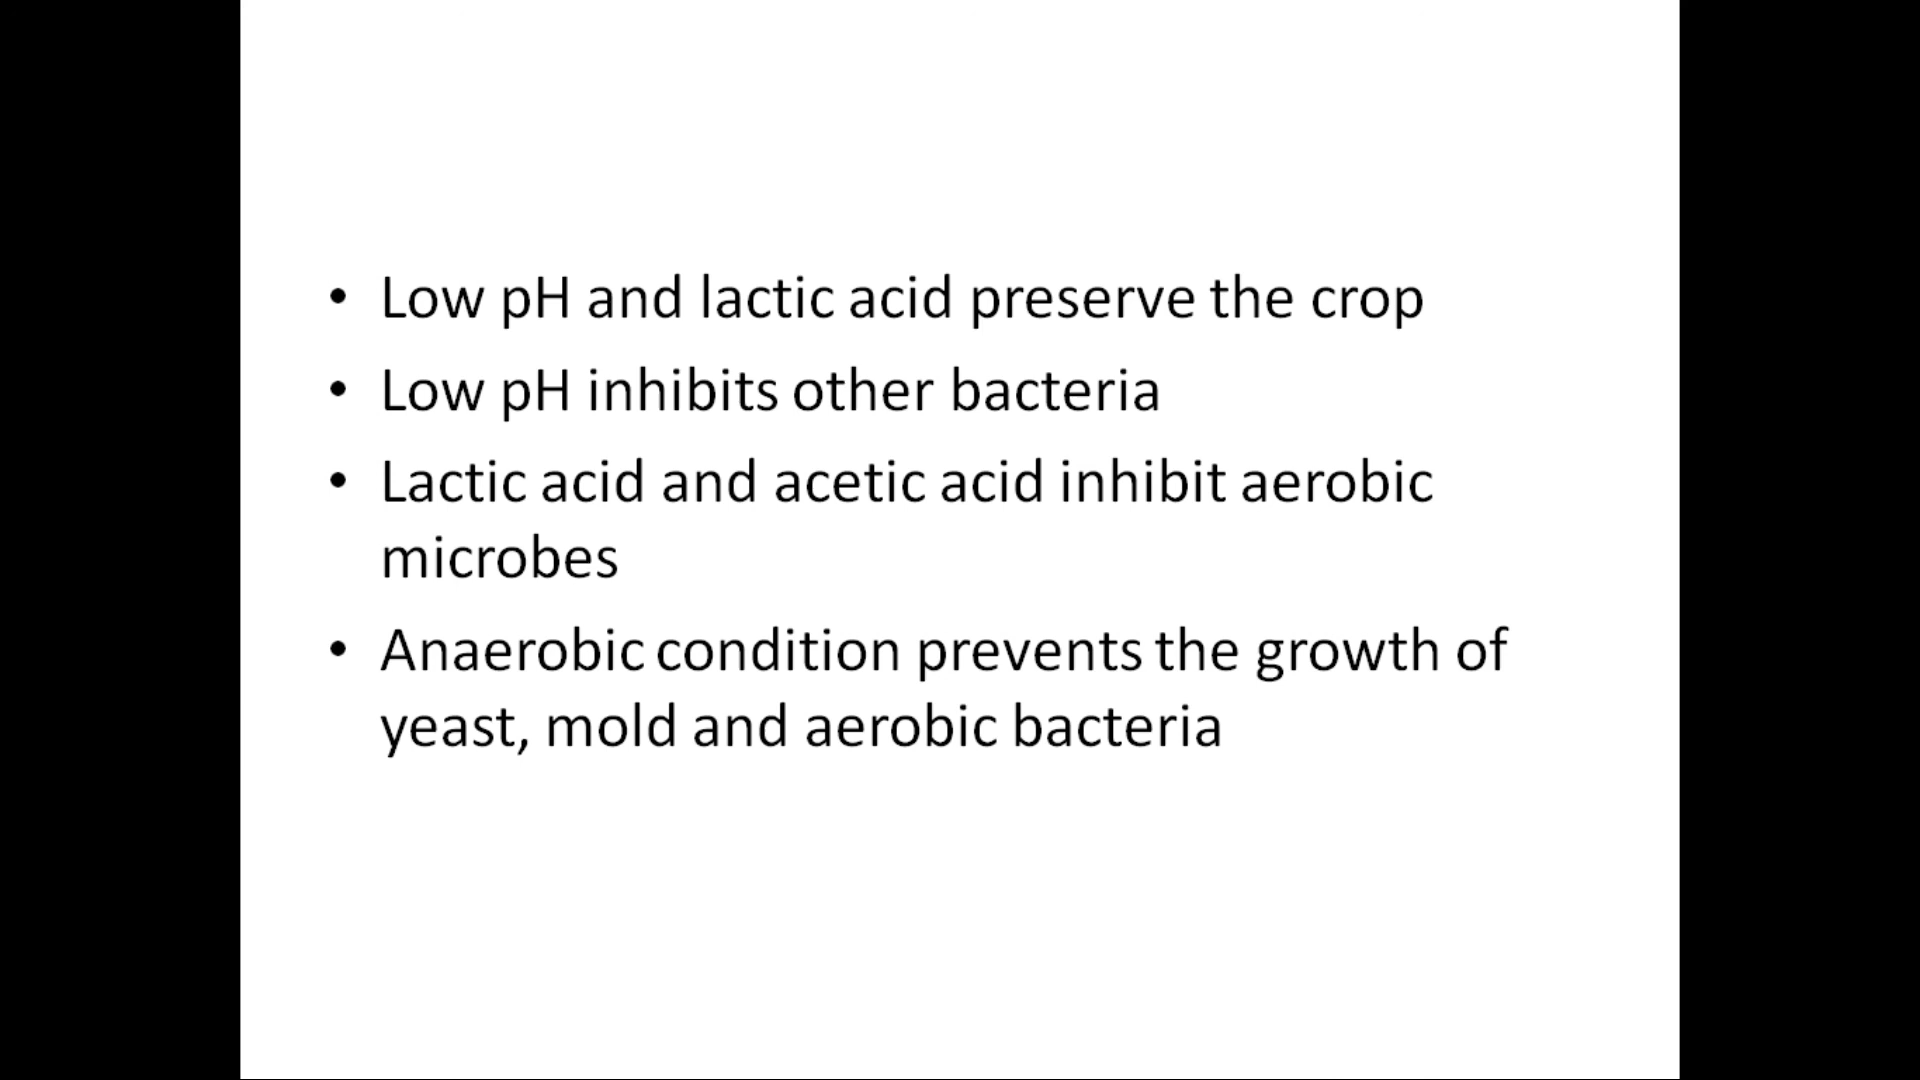 • Low pH and lactic acid preserve the crop
• Low pH inhibits other bacteria
• Lactic acid and acetic acid inhibit aerobic
microbes
• Anaerobic condition prevents the growth of
yeast, mold and aerobic bacteria